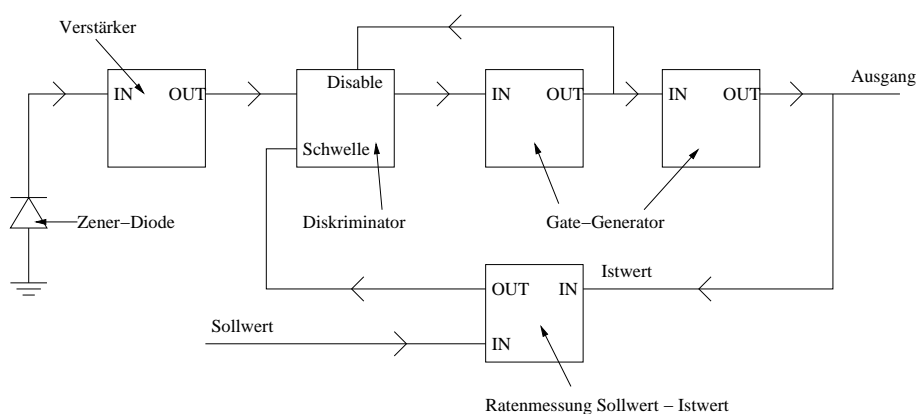 Verstärker
IN OUT
Disable
Schwelle
IN OUT
IN OUT
Ausgang
Zener–Diode
Diskriminator
Gate–Generator
OUT IN
Istwert
Sollwert
IN
Ratenmessung Sollwert – Istwert